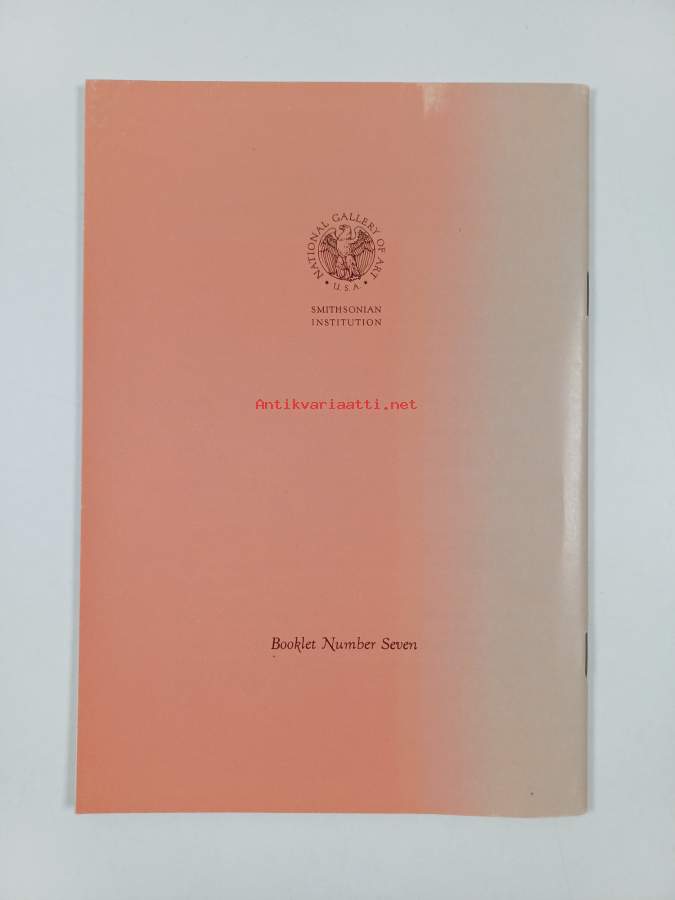 NATIONAL GALLERY OF ART
• U.S.A. •
SMITHSONIAN
INSTITUTION
Antikvariaatti.net
Booklet Number Seven